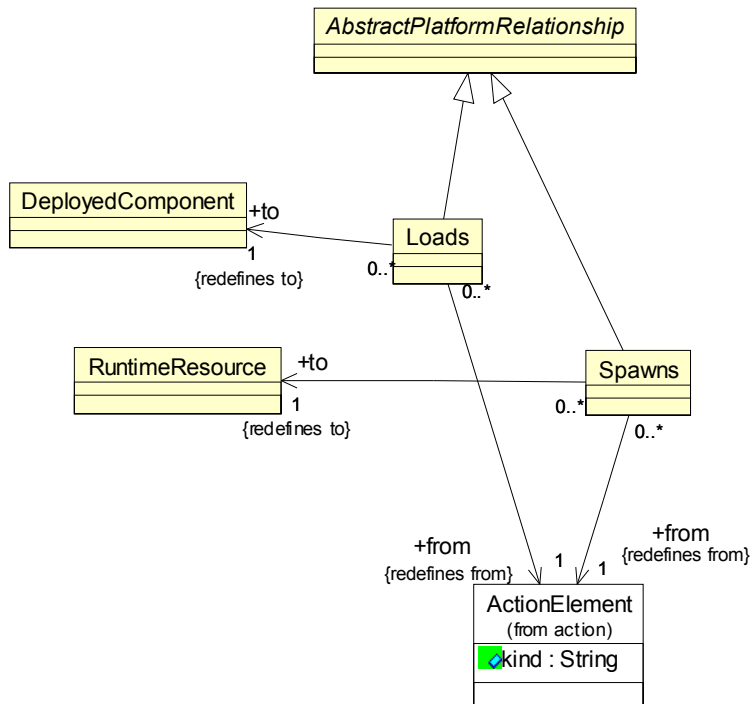 AbstractPlatformRelationship
DeployedComponent
+to
1
{redefines to}
Loads
0..*
0..*
RuntimeResource
+to
1
{redefines to}
Spawns
0..*
0..*
+from
{redefines from}
1
+from
{redefines from}
1
ActionElement
(from action)
kind : String